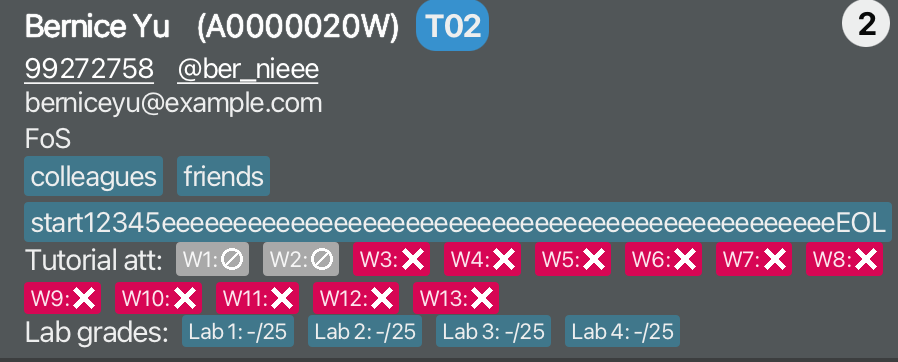 Bernice Yu (A0000020W) T02 2
99272758 @ber_nieee
berniceyu@example.com
FoS
colleagues friends
start12345eeeeeeeeeeeeeeeeeeeeeeeeeeeeeeeeeeeeeeeeeeeeeeeEOL
Tutorial att: W1: W2: W3: W4: W5: W6: W7: W8:
W9: W10: W11: W12: W13:
Lab grades: Lab 1: -/25 Lab 2: -/25 Lab 3: -/25 Lab 4: -/25